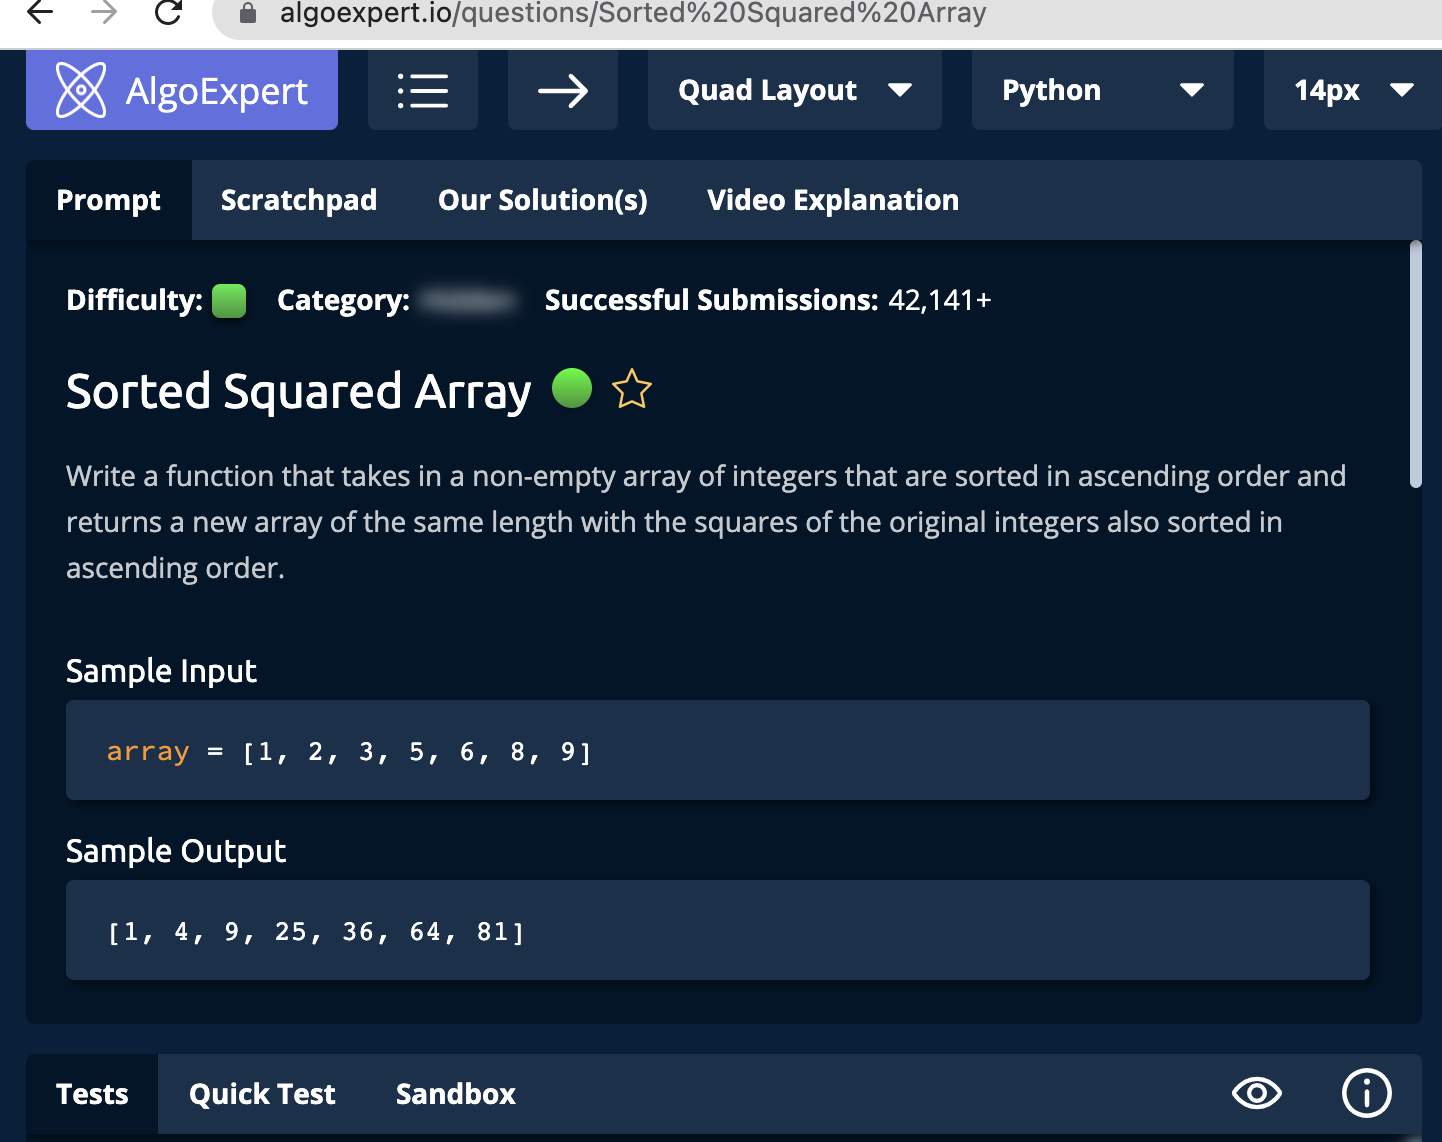 algoexpert.io/questions/Sorted%20Squared%20Array
AlgoExpert Quad Layout Python 14px
Prompt Scratchpad Our Solution(s) Video Explanation
Difficulty: Category: Successful Submissions: 42,141+
Sorted Squared Array
Write a function that takes in a non-empty array of integers that are sorted in ascending order and
returns a new array of the same length with the squares of the original integers also sorted in
ascending order.
Sample Input
array = [1, 2, 3, 5, 6, 8, 9]
Sample Output
[1, 4, 9, 25, 36, 64, 81]
Tests Quick Test Sandbox